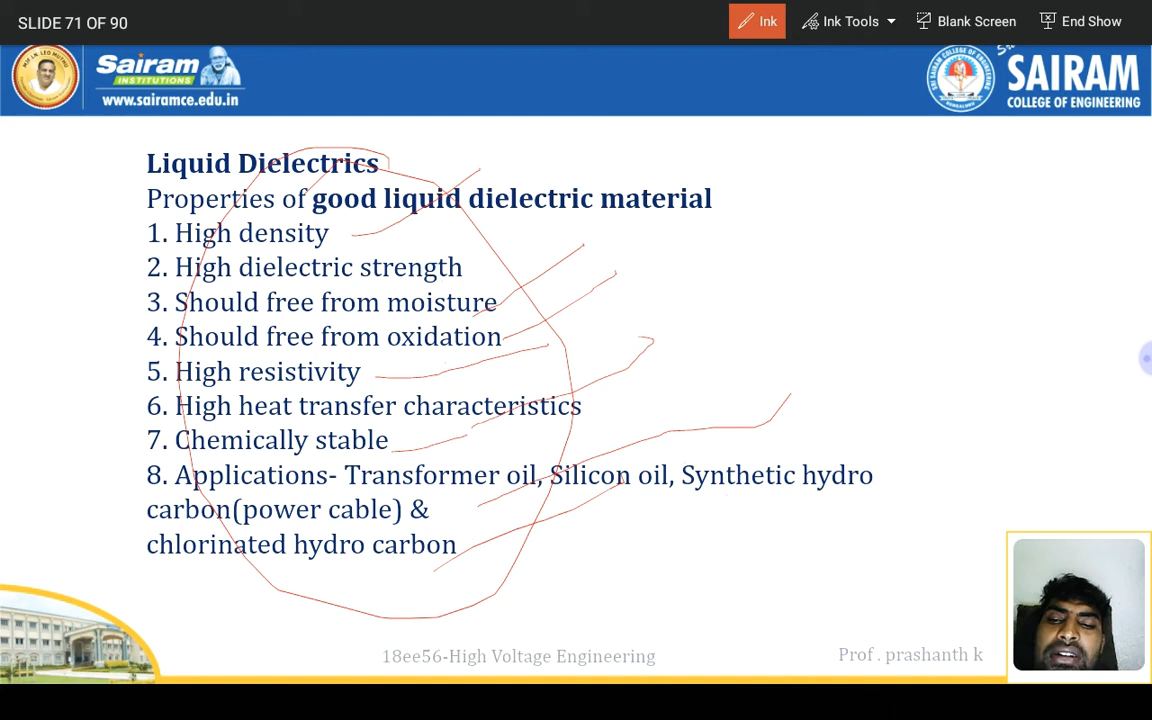 SLIDE 71 OF 90
Ink
Ink Tools
Blank Screen
End Show
Sairam
INSTITUTIONS
www.sairamce.edu.in
SAIRAM
COLLEGE OF ENGINEERING
Liquid Dielectrics
Properties of good liquid dielectric material
1. High density
2. High dielectric strength
3. Should free from moisture
4. Should free from oxidation
5. High resistivity
6. High heat transfer characteristics
7. Chemically stable
8. Applications- Transformer oil, Silicon oil, Synthetic hydro
carbon(power cable) &
chlorinated hydro carbon
18ee56-High Voltage Engineering
Prof . prashanth k